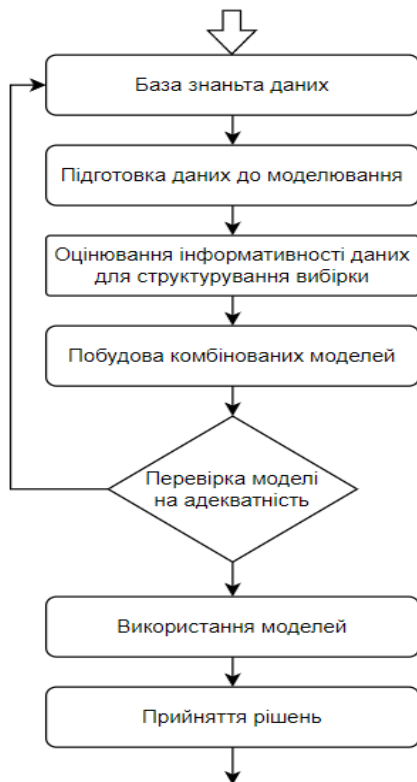 База знаньта даних
Підготовка даних до моделювання
Оцінювання інформативності даних
для структурування вибірки
Побудова комбінованих моделей
Перевірка моделі
на адекватність
Використання моделей
Прийняття рішень